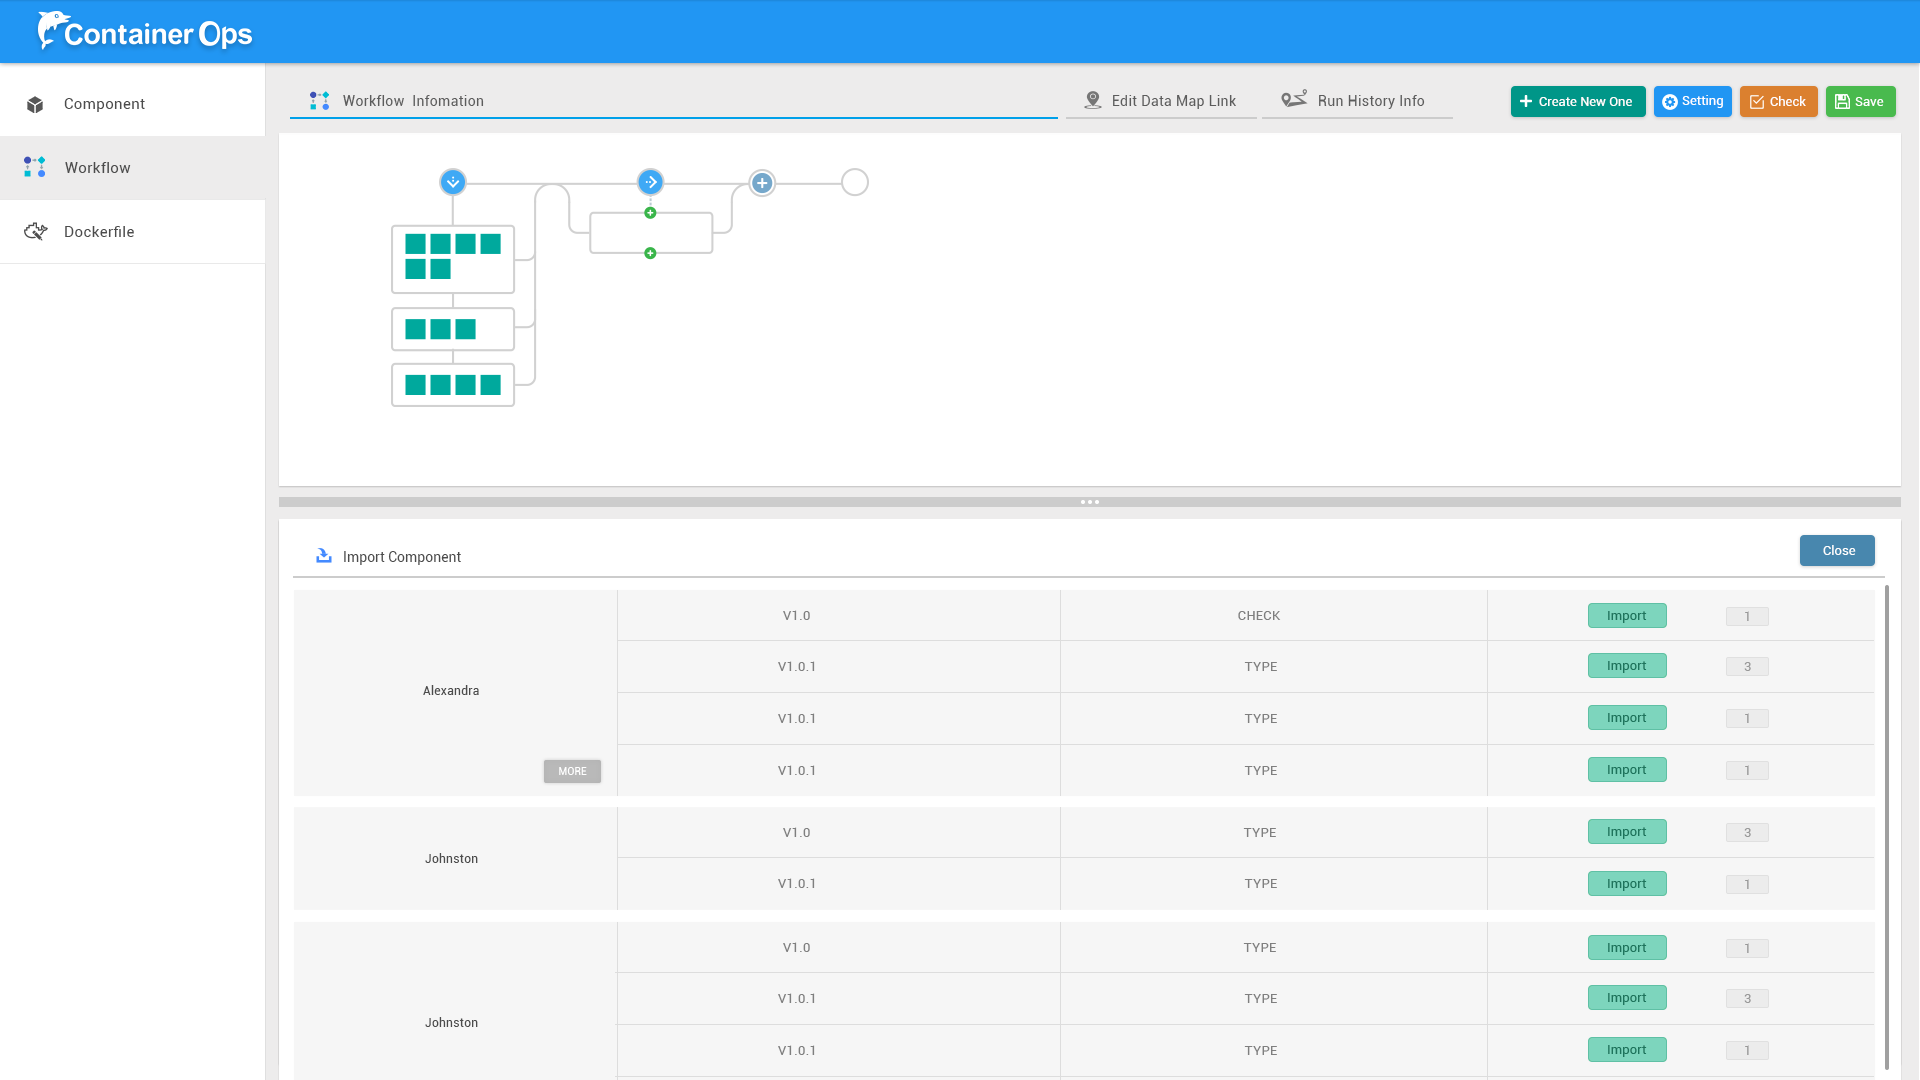 Container Ops
Component
Workflow
Dockerfile
Workflow Infomation
Edit Data Map Link
Run History Info
Create New One
Setting
Check
Save
Import Component
Close
Alexandra
MORE
V1.0 CHECK Import 1
V1.0.1 TYPE Import 3
V1.0.1 TYPE Import 1
V1.0.1 TYPE Import 1
Johnston
V1.0 TYPE Import 3
V1.0.1 TYPE Import 1
Johnston
V1.0 TYPE Import 1
V1.0.1 TYPE Import 3
V1.0.1 TYPE Import 1